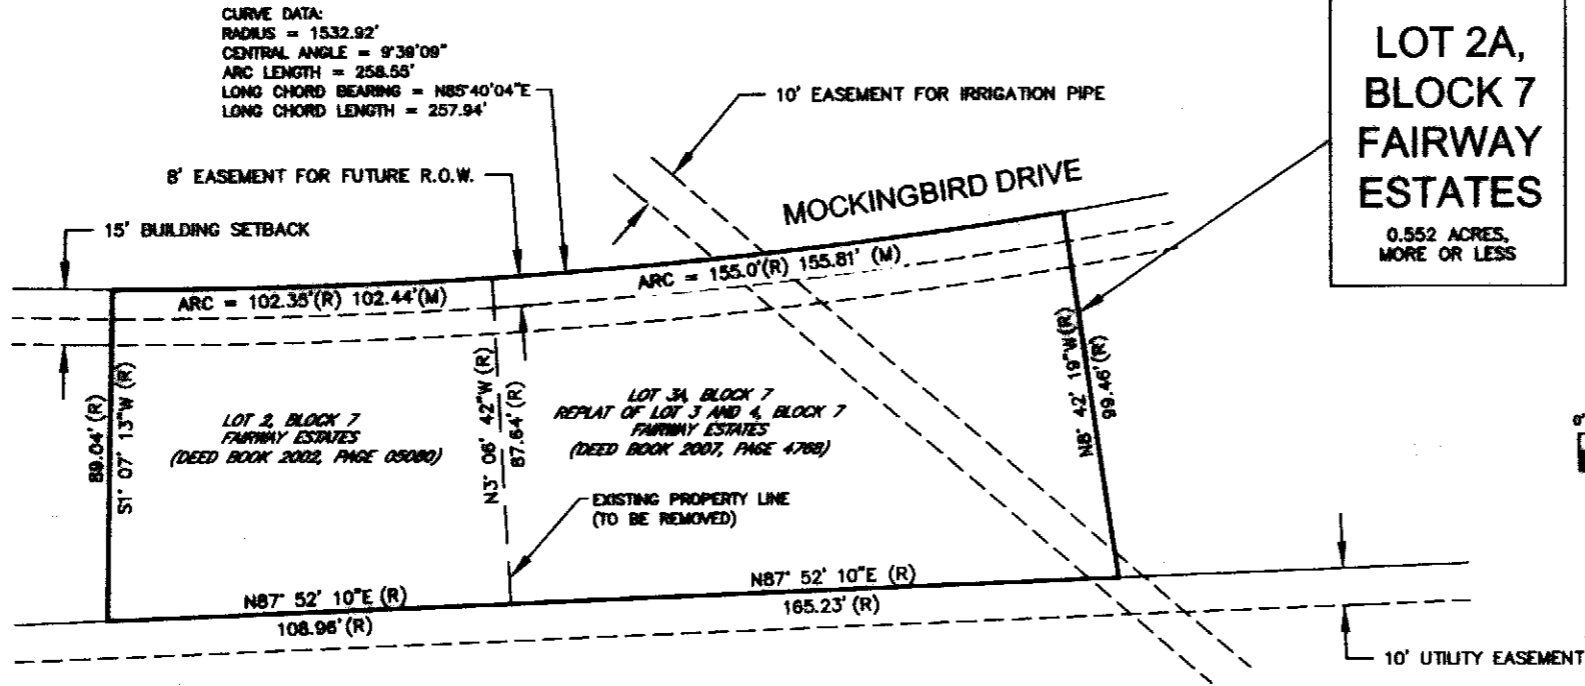 CURVE DATA:
RADIUS = 1532.92'
CENTRAL ANGLE = 9°39'09"
ARC LENGTH = 258.55'
LONG CHORD BEARING = N85°40'04"E
LONG CHORD LENGTH = 257.94'
10' EASEMENT FOR IRRIGATION PIPE
LOT 2A,
BLOCK 7
FAIRWAY
ESTATES
0.552 ACRES,
MORE OR LESS
8' EASEMENT FOR FUTURE R.O.W.
MOCKINGBIRD DRIVE
15' BUILDING SETBACK
ARC = 102.35'(R) 102.44'(M)
ARC = 155.0'(R) 155.81' (M)
89.04' (R)
S1° 07' 13"W (R)
LOT 2, BLOCK 7
FAIRWAY ESTATES
(DEED BOOK 2002, PAGE 05080)
N3° 06' 42"W (R)
87.64' (R)
LOT 3A, BLOCK 7
REPLAT OF LOT 3 AND 4, BLOCK 7
FAIRWAY ESTATES
(DEED BOOK 2007, PAGE 4768)
N8° 42' 19"W (R)
99.46' (R)
EXISTING PROPERTY LINE
(TO BE REMOVED)
N87° 52' 10"E (R)
108.96' (R)
N87° 52' 10"E (R)
165.23' (R)
10' UTILITY EASEMENT
0'